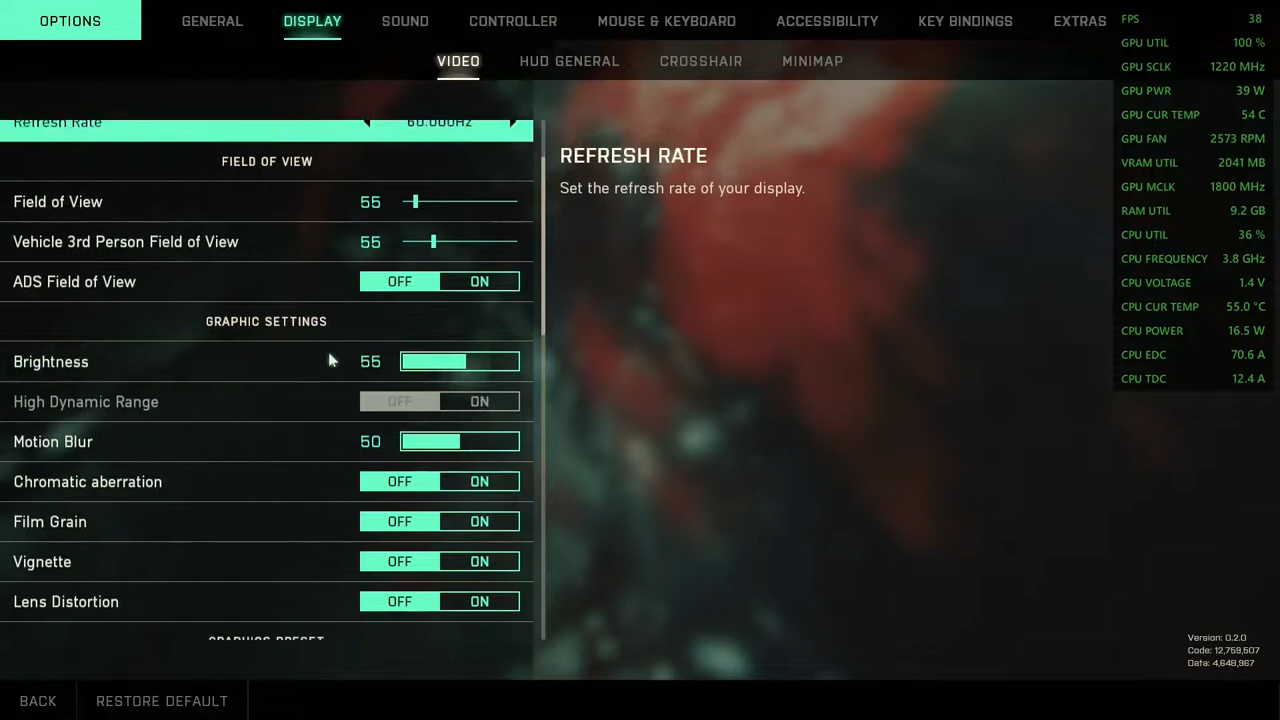 OPTIONS GENERAL DISPLAY SOUND CONTROLLER MOUSE & KEYBOARD ACCESSIBILITY KEY BINDINGS EXTRAS
VIDEO HUD GENERAL CROSSHAIR MINIMAP
Refresh Rate 60.000Hz
FIELD OF VIEW
Field of View 55
Vehicle 3rd Person Field of View 55
ADS Field of View OFF ON
GRAPHIC SETTINGS
Brightness 55
High Dynamic Range OFF ON
Motion Blur 50
Chromatic aberration OFF ON
Film Grain OFF ON
Vignette OFF ON
Lens Distortion OFF ON
GRAPHICS PRESET
REFRESH RATE
Set the refresh rate of your display.
FPS 38
GPU UTIL 100 %
GPU SCLK 1220 MHz
GPU PWR 39 W
GPU CUR TEMP 54 C
GPU FAN 2573 RPM
VRAM UTIL 2041 MB
GPU MCLK 1800 MHz
RAM UTIL 9.2 GB
CPU UTIL 36 %
CPU FREQUENCY 3.8 GHz
CPU VOLTAGE 1.4 V
CPU CUR TEMP 55.0 °C
CPU POWER 16.5 W
CPU EDC 70.6 A
CPU TDC 12.4 A
Version: 0.2.0
Code: 12,759,507
Data: 4,648,967
BACK RESTORE DEFAULT